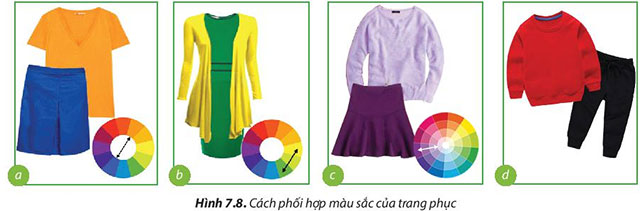 a
b
c
d
Hình 7.8. Cách phối hợp màu sắc của trang phục